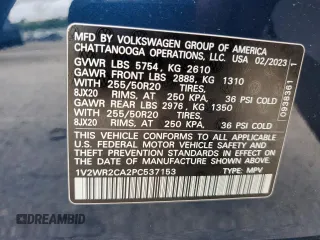 MFD BY VOLKSWAGEN GROUP OF AMERICA
CHATTANOOGA OPERATIONS, LLC. USA 02/2023
GVWR LBS 5754, KG 2610
GAWR FRONT LBS 2888, KG 1310
WITH 255/50R20 TIRES,
8JX20 RIMS, AT 250 KPA, 36 PSI COLD
GAWR REAR LBS 2976, KG 1350
WITH 255/50R20 TIRES,
8JX20 RIMS, AT 250 KPA, 36 PSI COLD
THIS VEHICLE CONFORMS TO ALL APPLICABLE
U.S. FEDERAL MOTOR VEHICLE SAFETY
STANDARDS IN EFFECT ON THE DATE OF
MANUFACTURE SHOWN ABOVE.
1V2WR2CA2PC537153 TYPE: MPV
0938361 1
DREAMBID